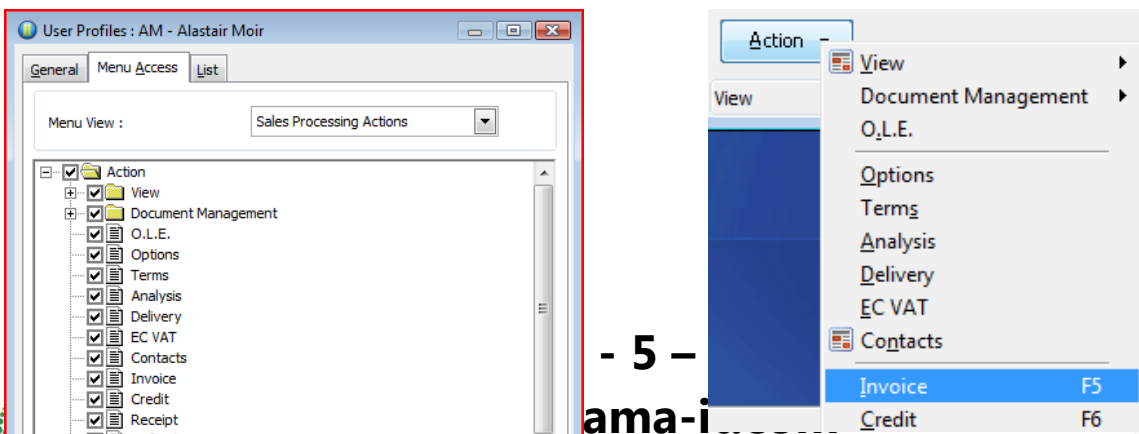 User Profiles : AM - Alastair Moir
General Menu Access List
Menu View : Sales Processing Actions
Action
View
Document Management
O.L.E.
Options
Terms
Analysis
Delivery
EC VAT
Contacts
Invoice
Credit
Receipt
- 5 –
Action
View
View
Document Management
O.L.E.
Options
Terms
Analysis
Delivery
EC VAT
Contacts
Invoice F5
Credit F6